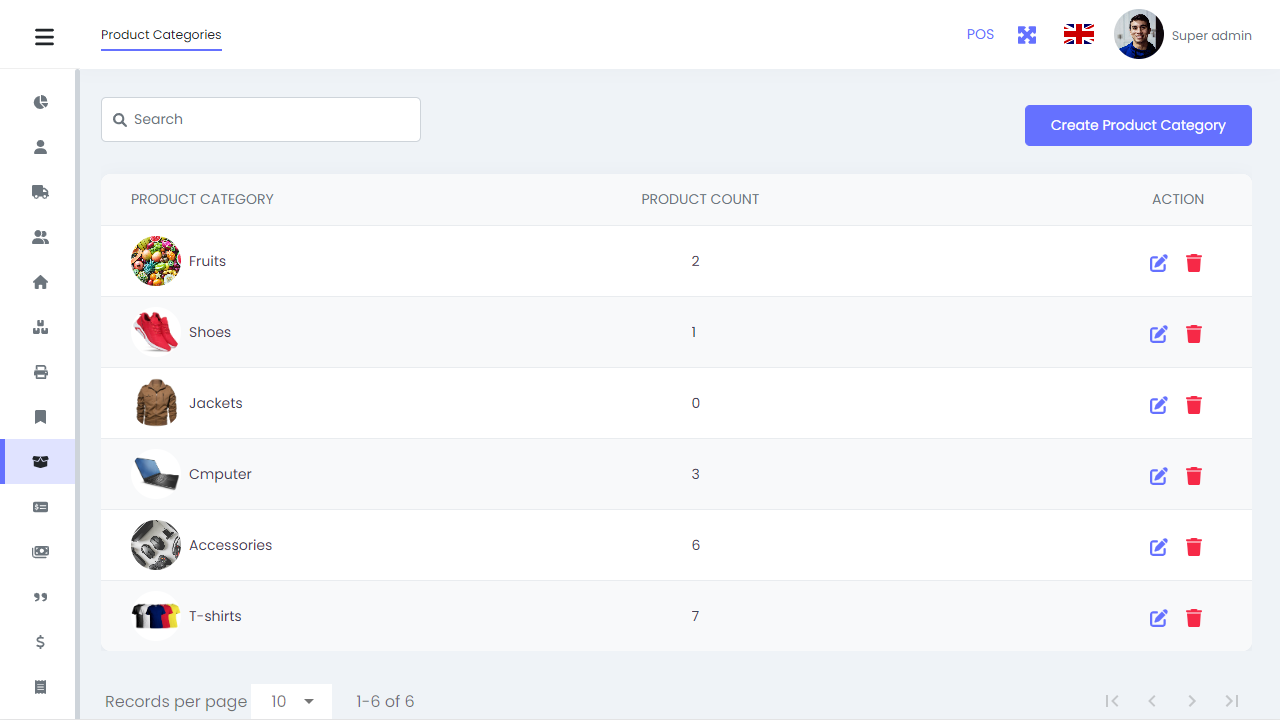 Product Categories
POS
Super admin
Search
Create Product Category
PRODUCT CATEGORY PRODUCT COUNT ACTION
Fruits 2
Shoes 1
Jackets 0
Cmputer 3
Accessories 6
T-shirts 7
Records per page 10 1-6 of 6